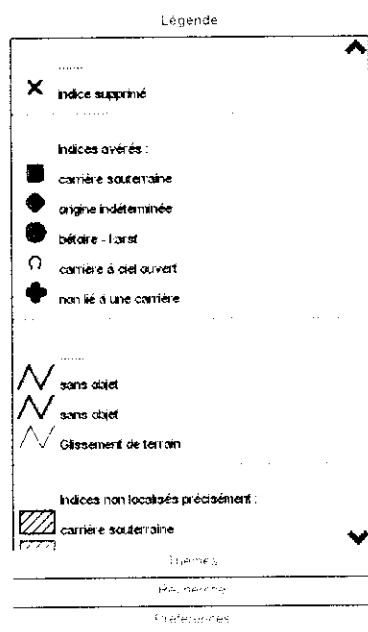 Légende
indice supprimé
Indices avérés :
carrière souterraine
origine indéterminée
bétoire - karst
carrière à ciel ouvert
non lié à une carrière
sans objet
sans objet
Glissement de terrain
Indices non localisés précisément :
carrière souterraine
Thèmes
Recherche
Préférences